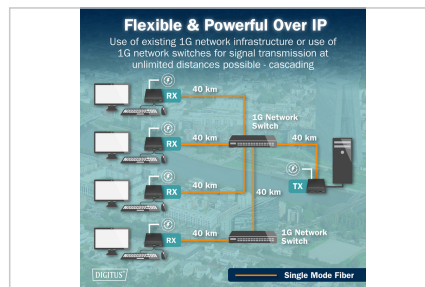 Flexible & Powerful Over IP
Use of existing 1G network infrastructure or use of
1G network switches for signal transmission at
unlimited distances possible - cascading
RX
40 km
1G Network
Switch
RX
40 km
40 km
TX
RX
40 km
40 km
RX
40 km
1G Network
Switch
DIGITUS
Single Mode Fiber